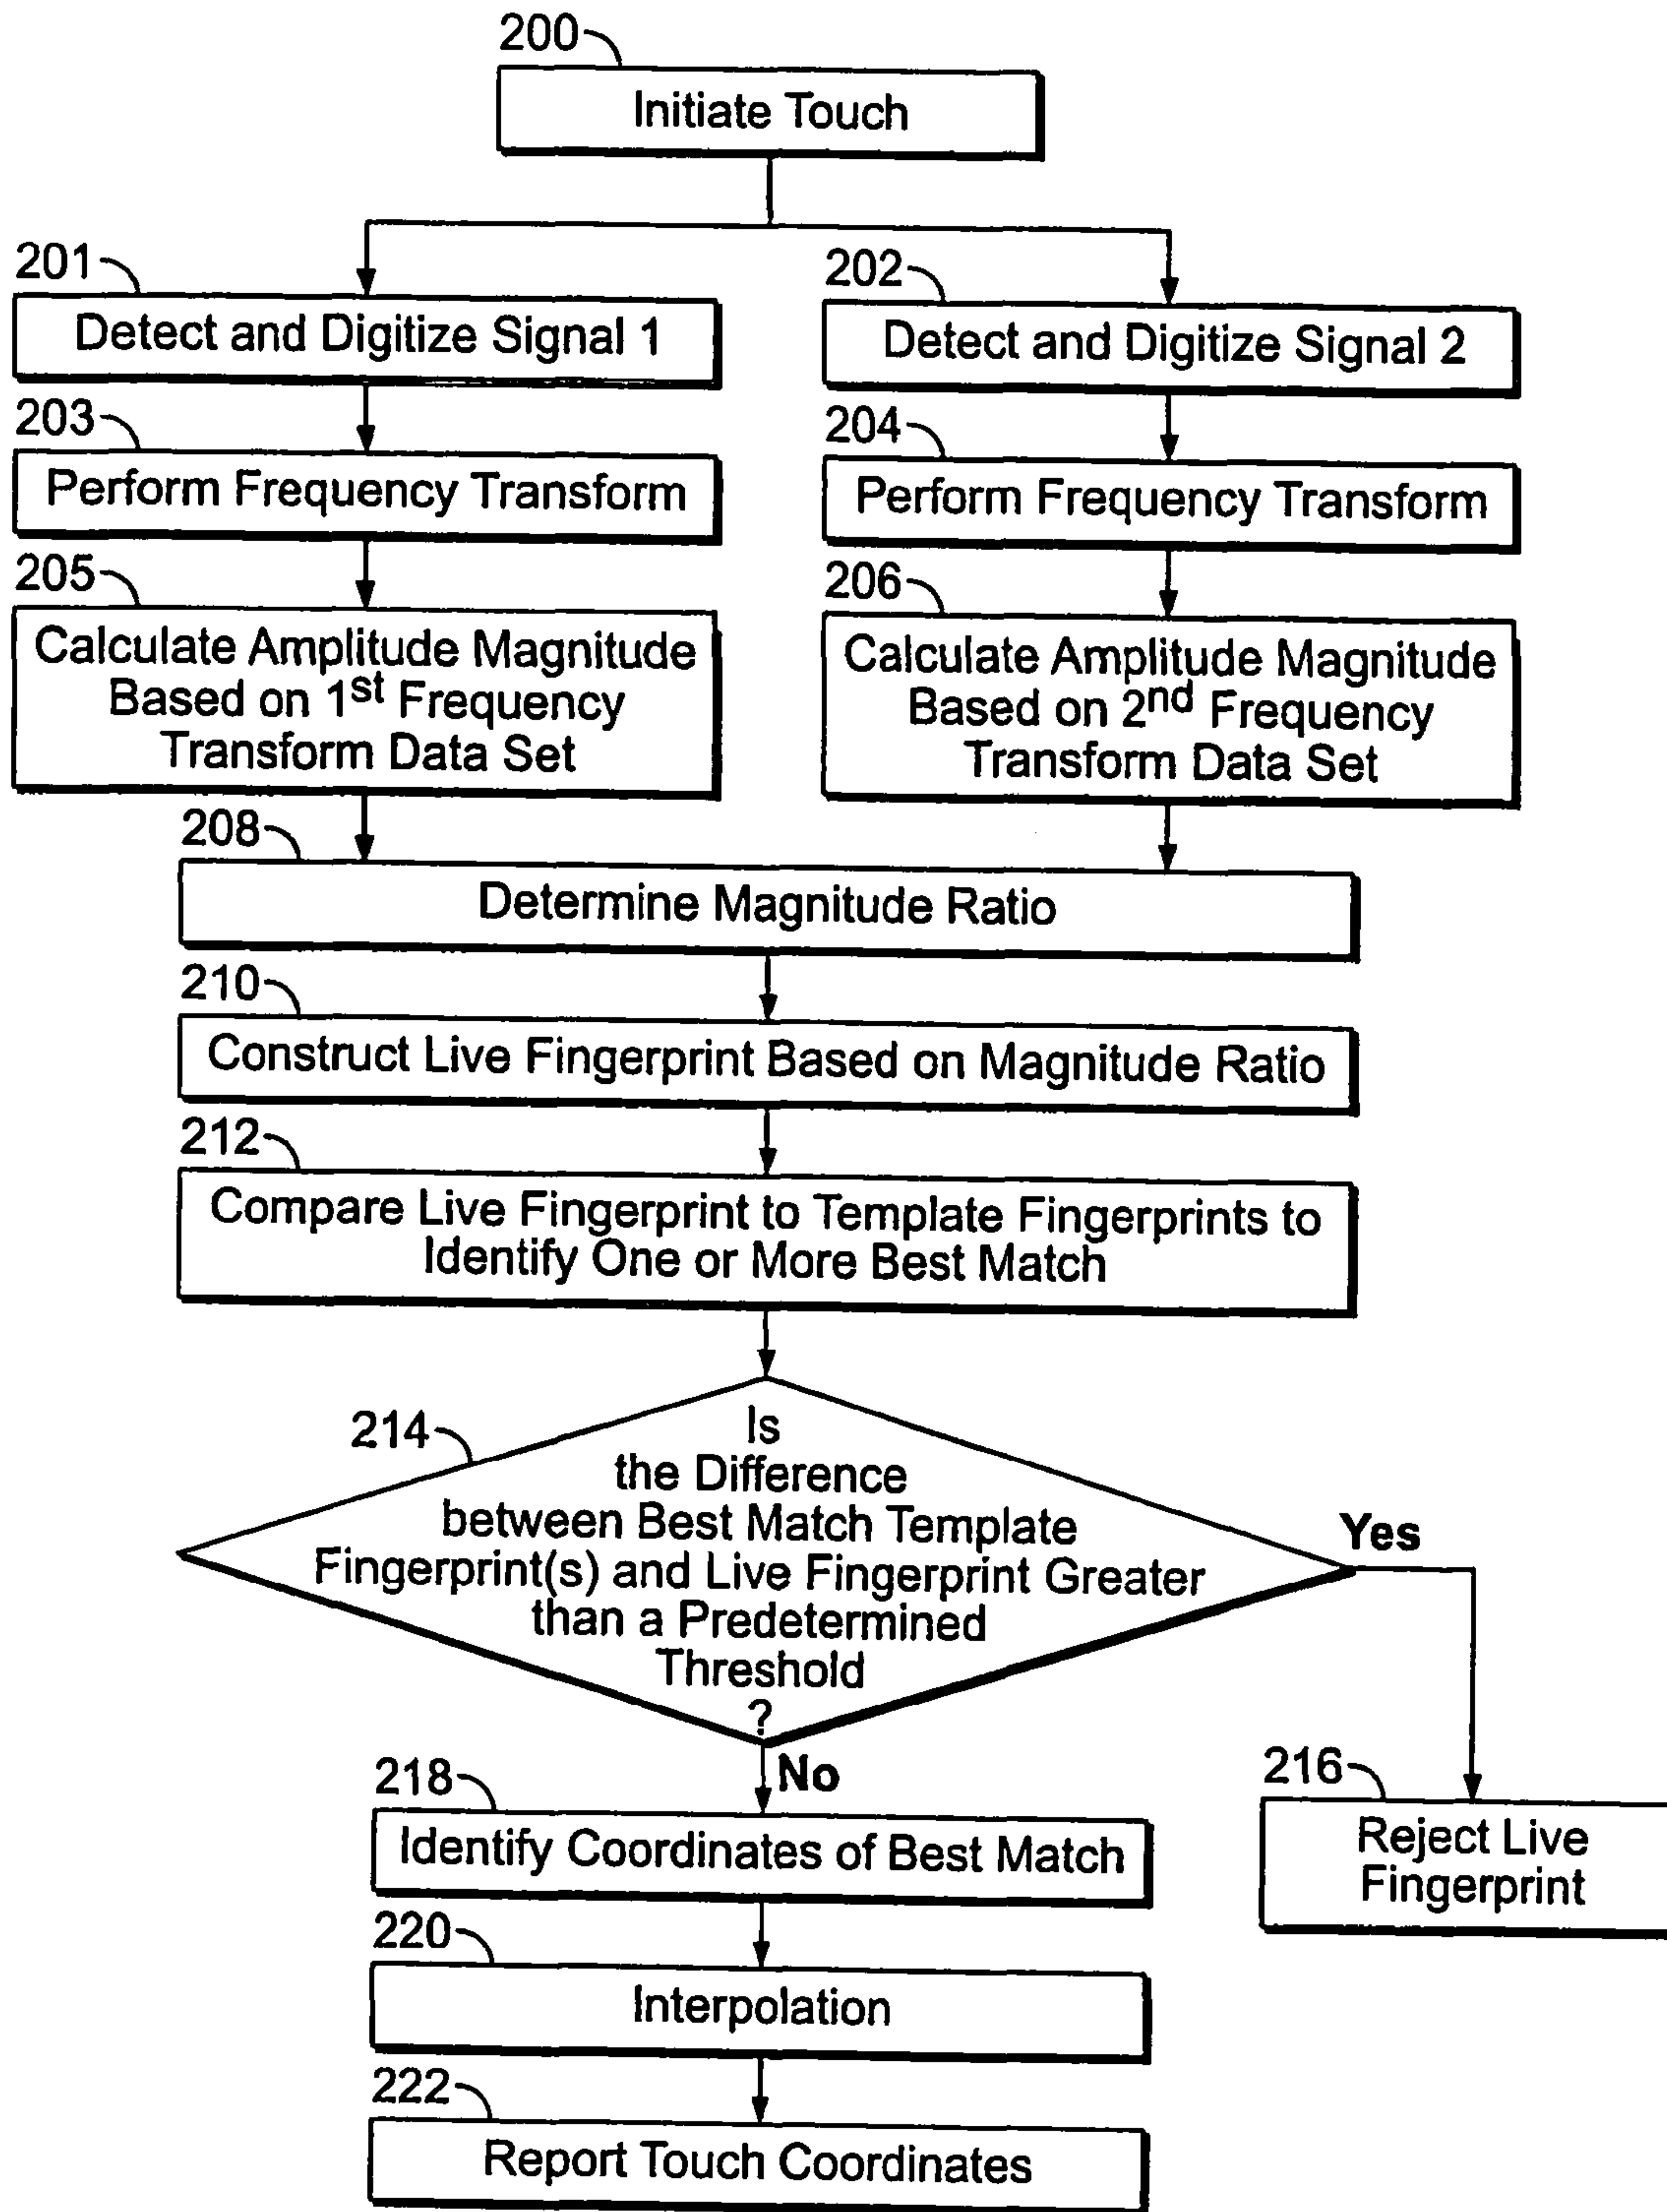 200
Initiate Touch
201
Detect and Digitize Signal 1
202
Detect and Digitize Signal 2
203
Perform Frequency Transform
204
Perform Frequency Transform
205
Calculate Amplitude Magnitude
Based on 1st Frequency
Transform Data Set
206
Calculate Amplitude Magnitude
Based on 2nd Frequency
Transform Data Set
208
Determine Magnitude Ratio
210
Construct Live Fingerprint Based on Magnitude Ratio
212
Compare Live Fingerprint to Template Fingerprints to
Identify One or More Best Match
214
Is
the Difference
between Best Match Template
Fingerprint(s) and Live Fingerprint Greater
than a Predetermined
Threshold
?
Yes
No
216
Reject Live
Fingerprint
218
Identify Coordinates of Best Match
220
Interpolation
222
Report Touch Coordinates